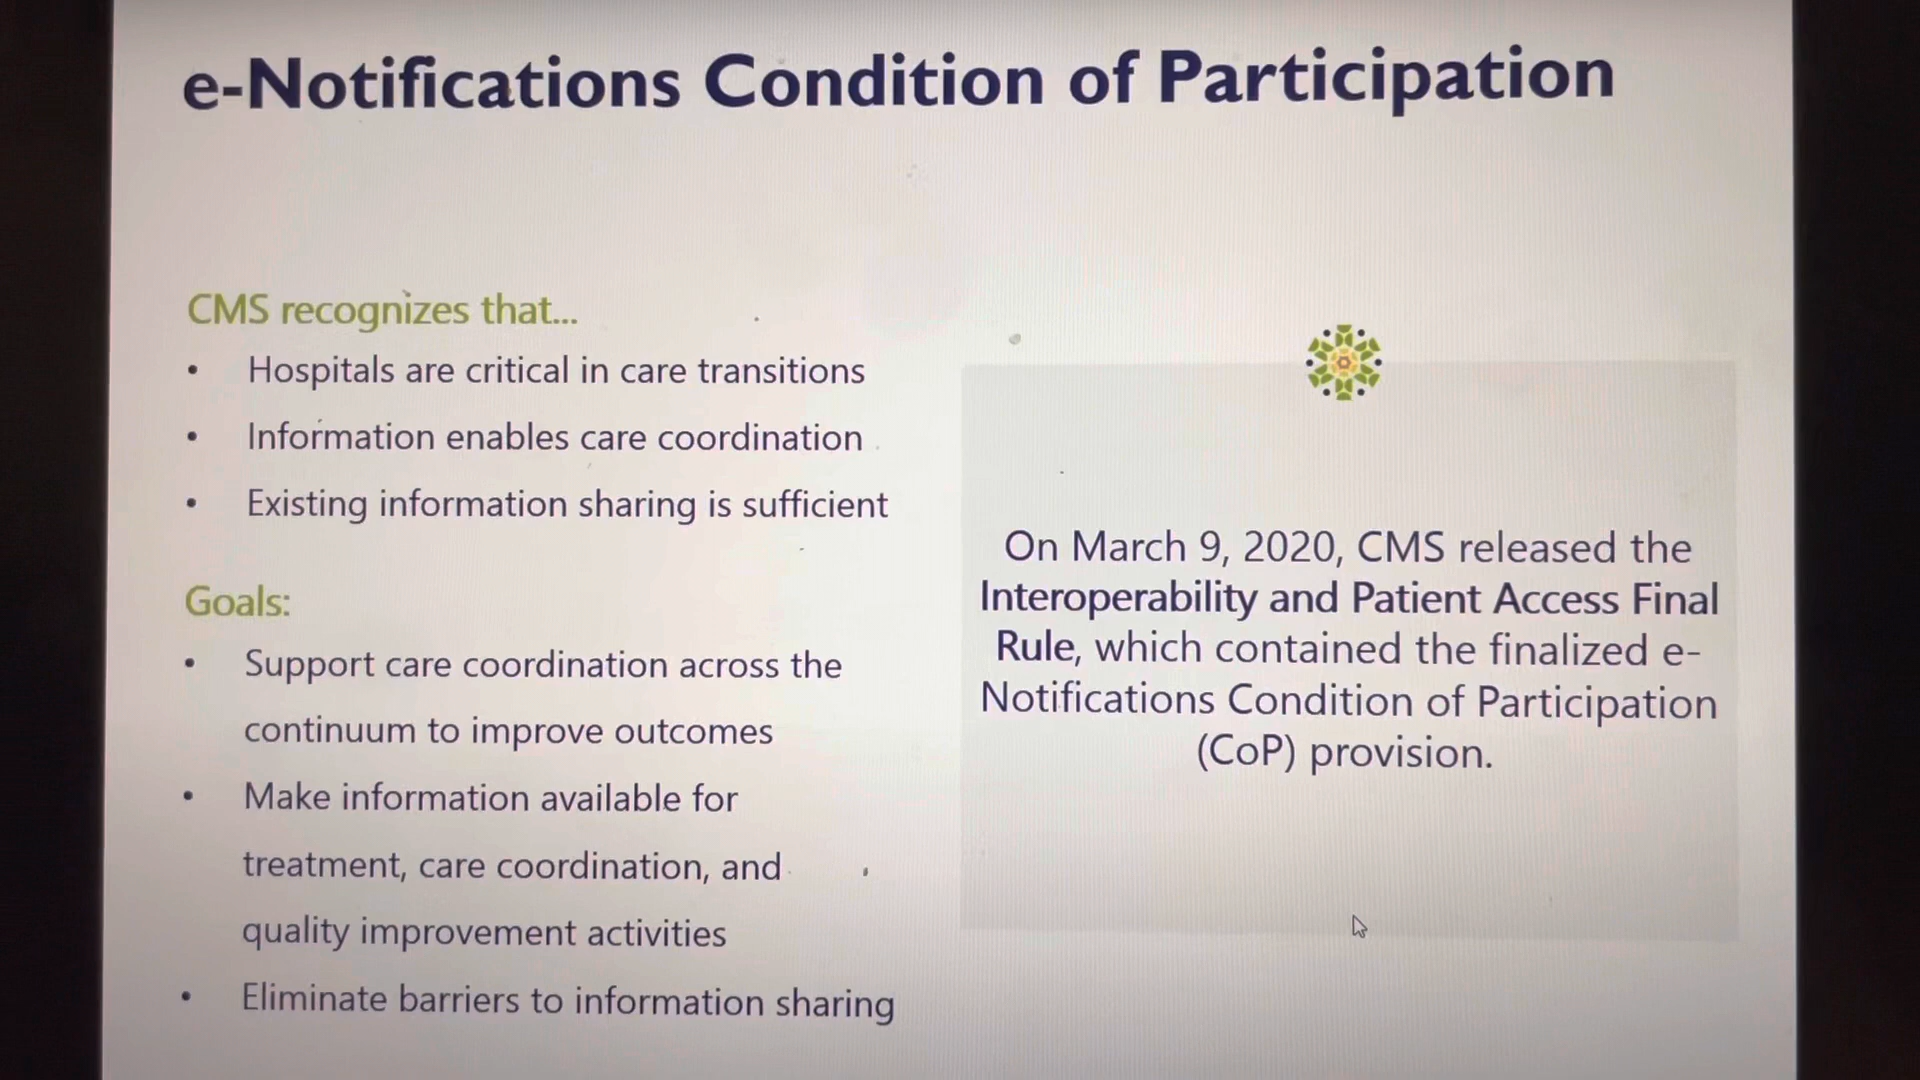 e-Notifications Condition of Participation
CMS recognizes that...
• Hospitals are critical in care transitions
• Information enables care coordination
• Existing information sharing is sufficient
Goals:
• Support care coordination across the
continuum to improve outcomes
• Make information available for
treatment, care coordination, and
quality improvement activities
• Eliminate barriers to information sharing
On March 9, 2020, CMS released the
Interoperability and Patient Access Final
Rule, which contained the finalized e-
Notifications Condition of Participation
(CoP) provision.